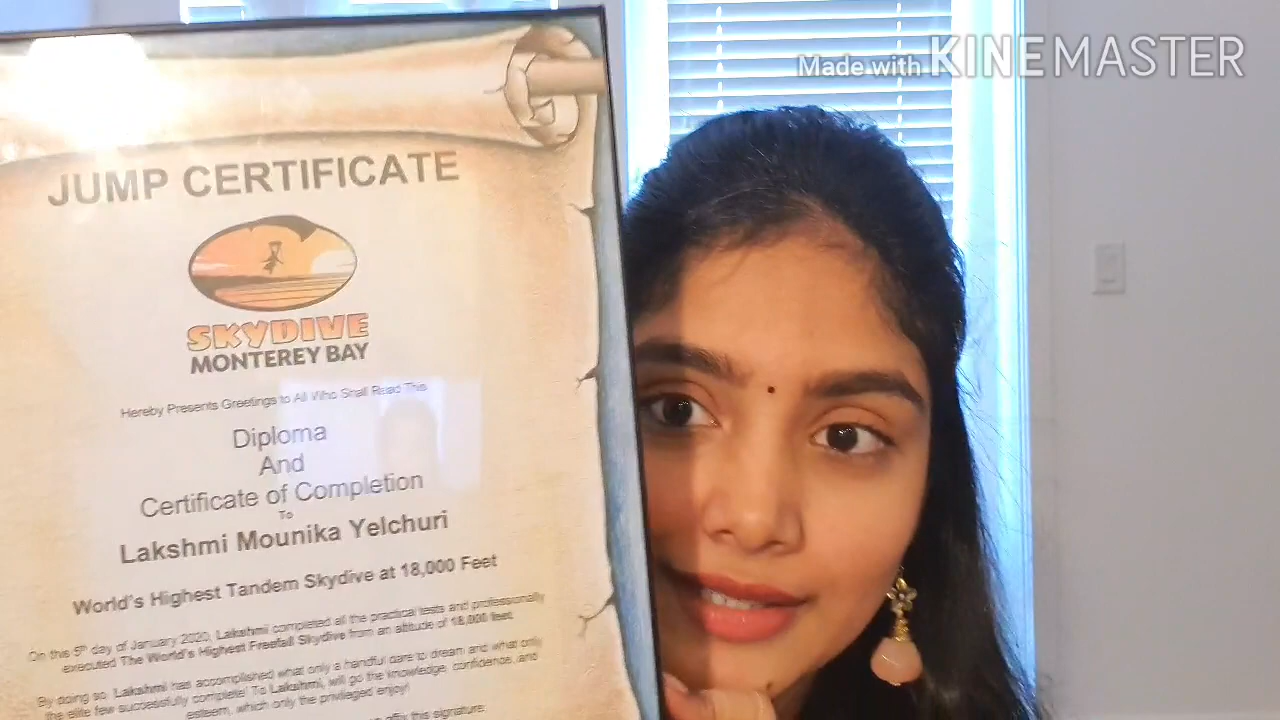 Made with KINEMASTER
JUMP CERTIFICATE
SKYDIVE
MONTEREY BAY
Hereby Presents Greetings to All Who Shall Read This
Diploma
And
Certificate of Completion
To
Lakshmi Mounika Yelchuri
World's Highest Tandem Skydive at 18,000 Feet
On this 5th day of January 2020, Lakshmi completed all the practical tests and professionally
executed The World's Highest Freefall Skydive from an altitude of 18,000 feet.
By doing so, Lakshmi has accomplished what only a handful dare to dream and what only
the elite few successfully complete! To Lakshmi, will go the knowledge, confidence, and
esteem, which only the privileged enjoy!
this signature: